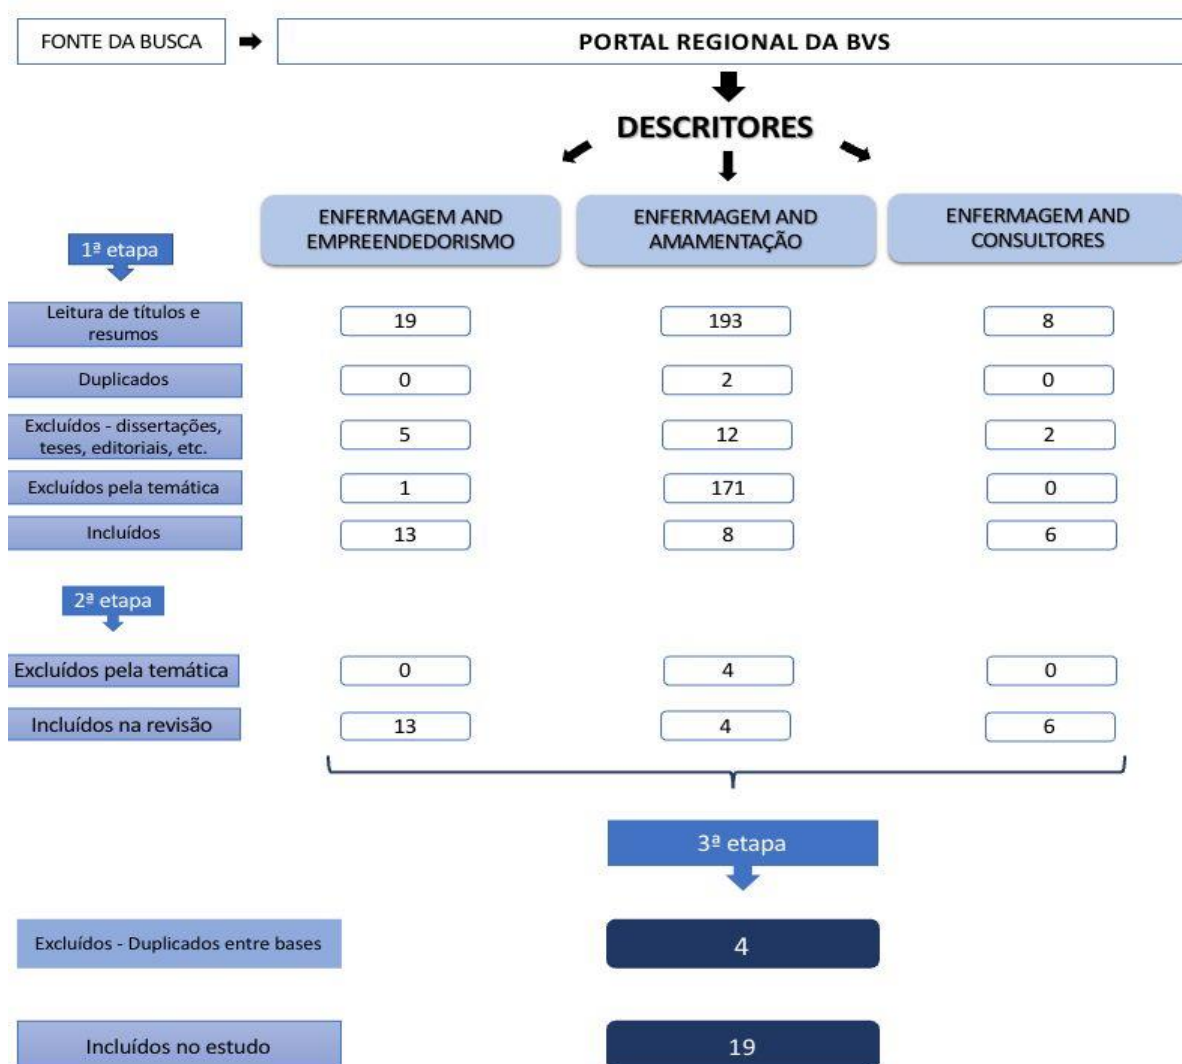 FONTE DA BUSCA
PORTAL REGIONAL DA BVS
DESCRITORES
ENFERMAGEM AND
EMPREENDEDORISMO
ENFERMAGEM AND
AMAMENTAÇÃO
ENFERMAGEM AND
CONSULTORES
1ª etapa
Leitura de títulos e
resumos
19
193
8
Duplicados
0
2
0
Excluídos - dissertações,
teses, editoriais, etc.
5
12
2
Excluídos pela temática
1
171
0
Incluídos
13
8
6
2ª etapa
Excluídos pela temática
0
4
0
Incluídos na revisão
13
4
6
3ª etapa
Excluídos - Duplicados entre bases
4
Incluídos no estudo
19